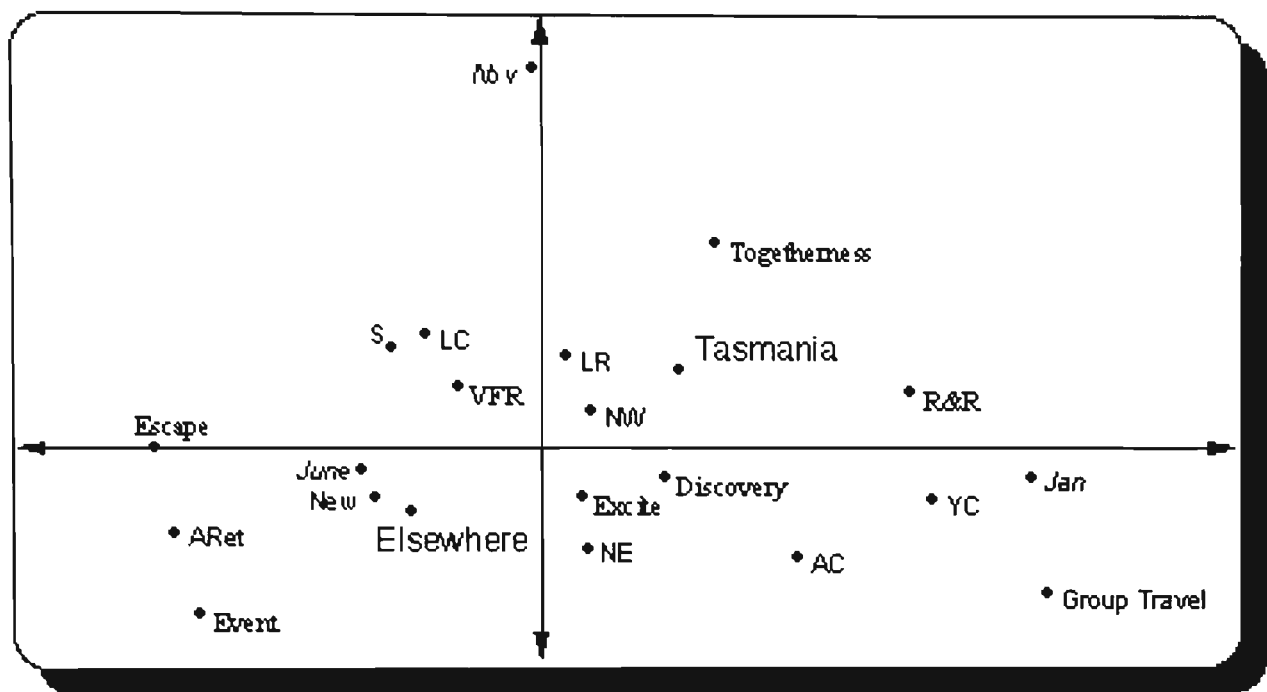 Nov
Togetherness
S
LC
LR
Tasmania
VFR
NW
R&R
Escape
June
New
Discovery
Jan
Excite
YC
ARet
Elsewhere
NE
AC
Group Travel
Event